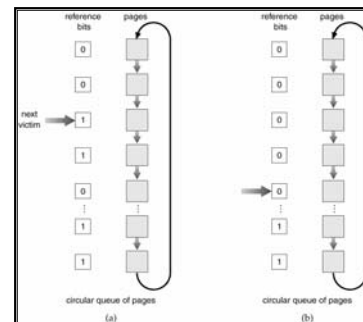 reference bits
pages
0
0
next victim
1
1
0
⋮
⋮
1
1
circular queue of pages
(a)
reference bits
pages
0
0
0
0
0
⋮
⋮
1
1
circular queue of pages
(b)